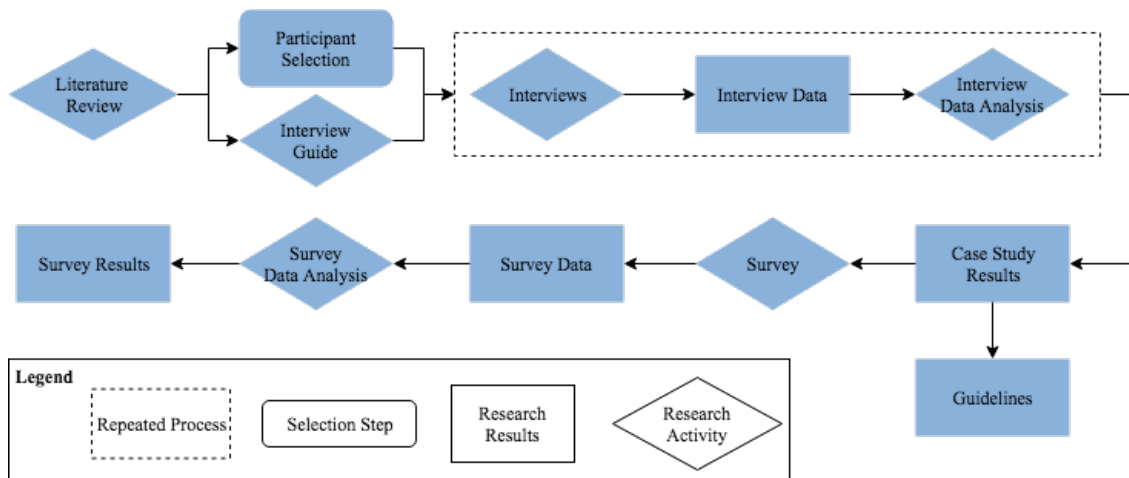 Literature
Review
Participant
Selection
Interview
Guide
Interviews
Interview Data
Interview
Data Analysis
Survey Results
Survey
Data Analysis
Survey Data
Survey
Case Study
Results
Guidelines
Legend
Repeated Process
Selection Step
Research
Results
Research
Activity